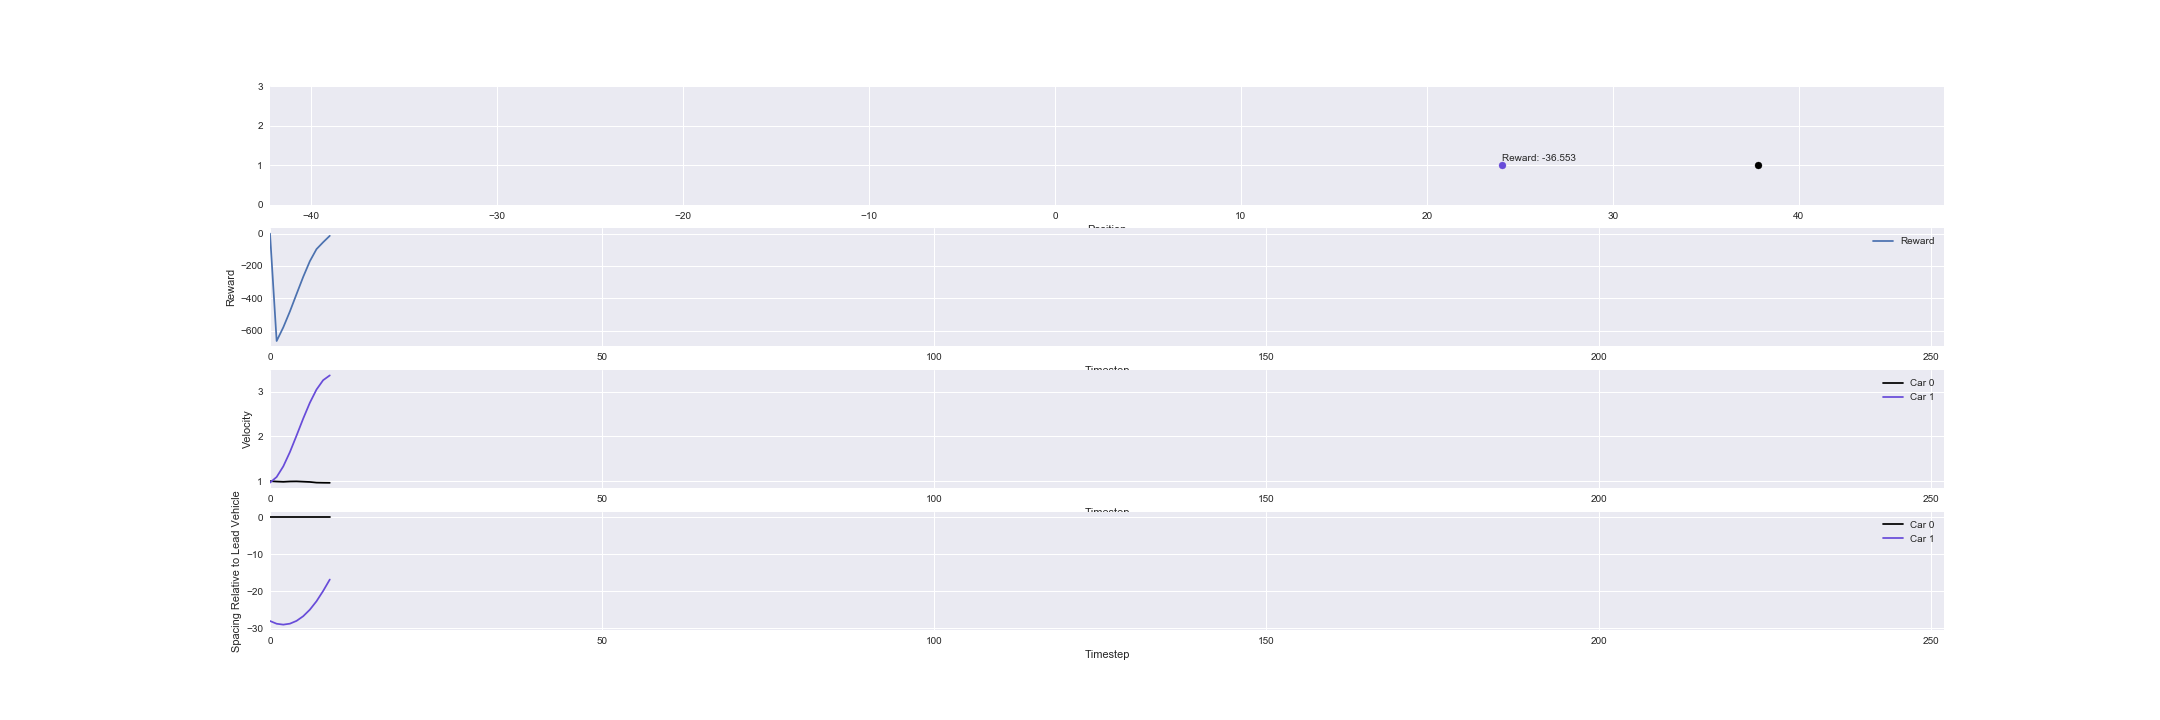 3
2
1
0
Reward: -36.553
−40 −30 −20 −10 0 10 20 30 40
Position
Reward
0
−200
−400
−600
Reward
0 50 100 150 200 250
Timestep
Velocity
3
2
1
Car 0
Car 1
0 50 100 150 200 250
Timestep
Spacing Relative to Lead Vehicle
0
−10
−20
−30
Car 0
Car 1
0 50 100 150 200 250
Timestep